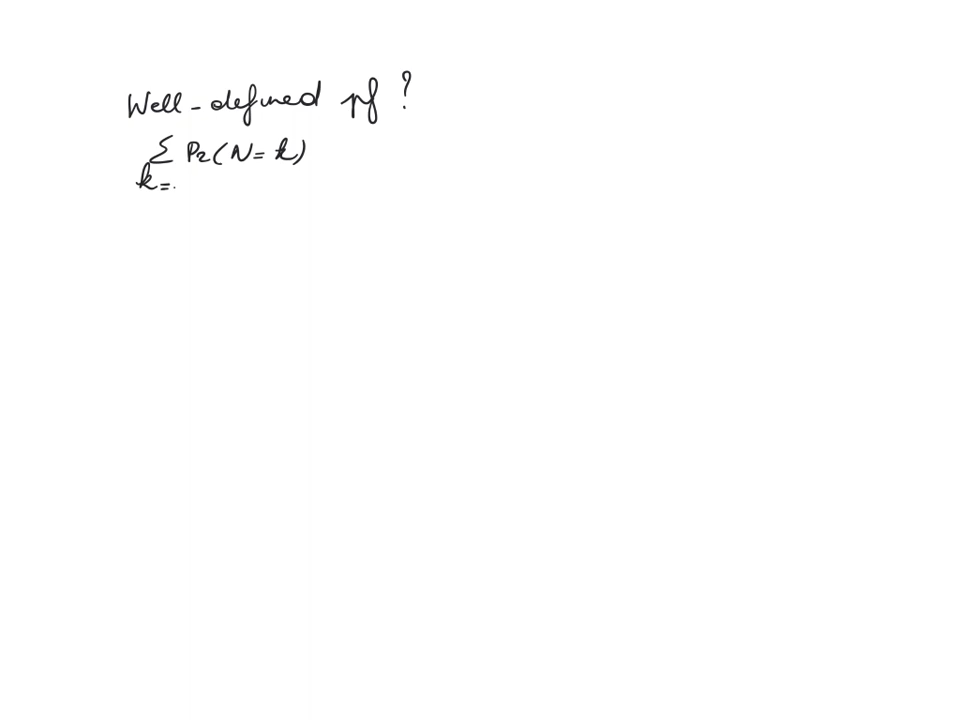 Well-defined pf?
Σ Pr(N=k)
k=